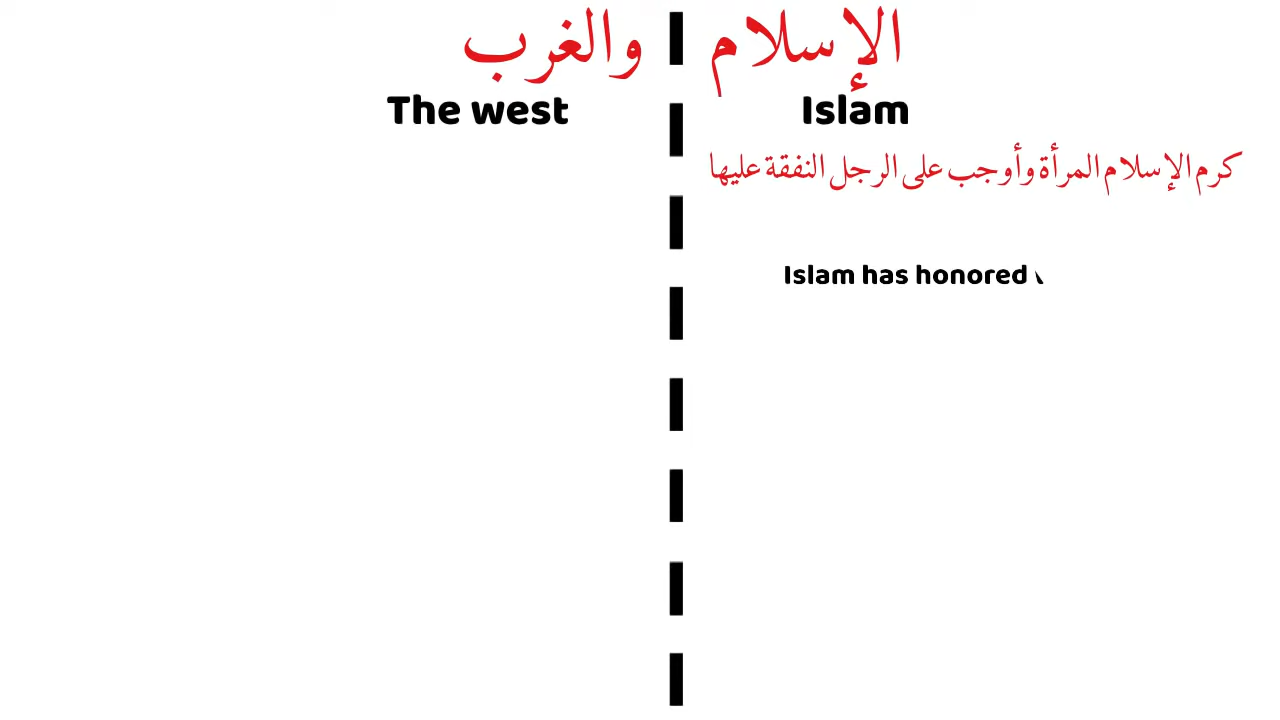 الإسلام والغرب
Islam
The west
كرم الإسلام المرأة وأوجب على الرجل النفقة عليها
Islam has honored